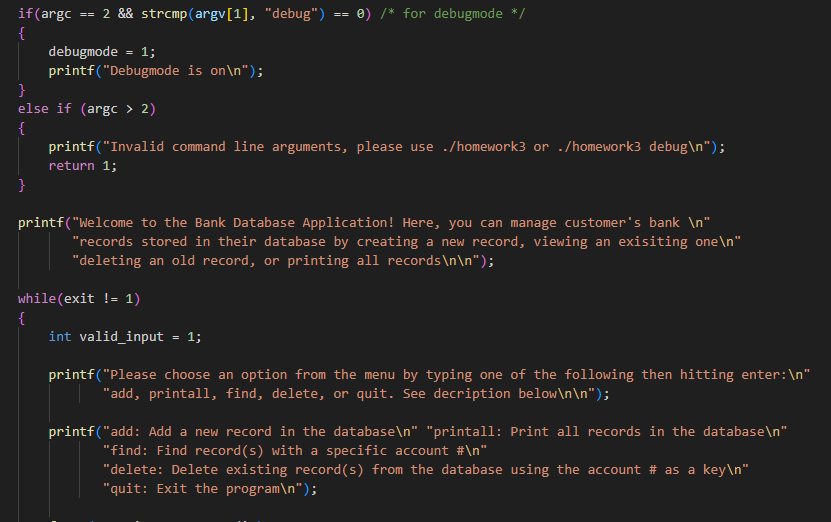 if(argc == 2 && strcmp(argv[1], "debug") == 0) /* for debugmode */
{
    debugmode = 1;
    printf("Debugmode is on\n");
}
else if (argc > 2)
{
    printf("Invalid command line arguments, please use ./homework3 or ./homework3 debug\n");
    return 1;
}
printf("Welcome to the Bank Database Application! Here, you can manage customer's bank \n"
       "records stored in their database by creating a new record, viewing an exisiting one\n"
       "deleting an old record, or printing all records\n\n");
while(exit != 1)
{
    int valid_input = 1;
    printf("Please choose an option from the menu by typing one of the following then hitting enter:\n"
           "add, printall, find, delete, or quit. See decription below\n\n");
    printf("add: Add a new record in the database\n" "printall: Print all records in the database\n"
           "find: Find record(s) with a specific account #\n"
           "delete: Delete existing record(s) from the database using the account # as a key\n"
           "quit: Exit the program\n");